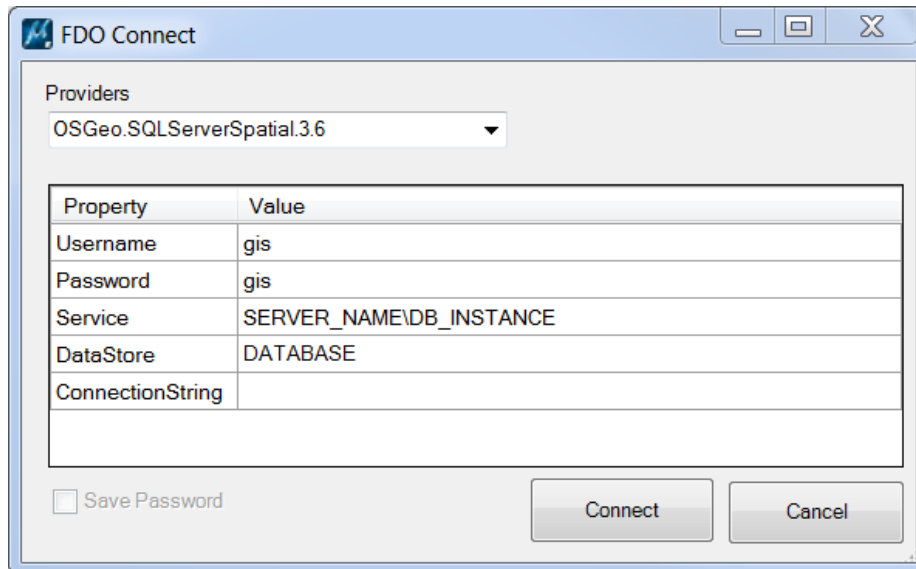 FDO Connect
Providers
OSGeo.SQLServerSpatial.3.6
Property Value
Username gis
Password gis
Service SERVER_NAME\DB_INSTANCE
DataStore DATABASE
ConnectionString
Save Password
Connect
Cancel